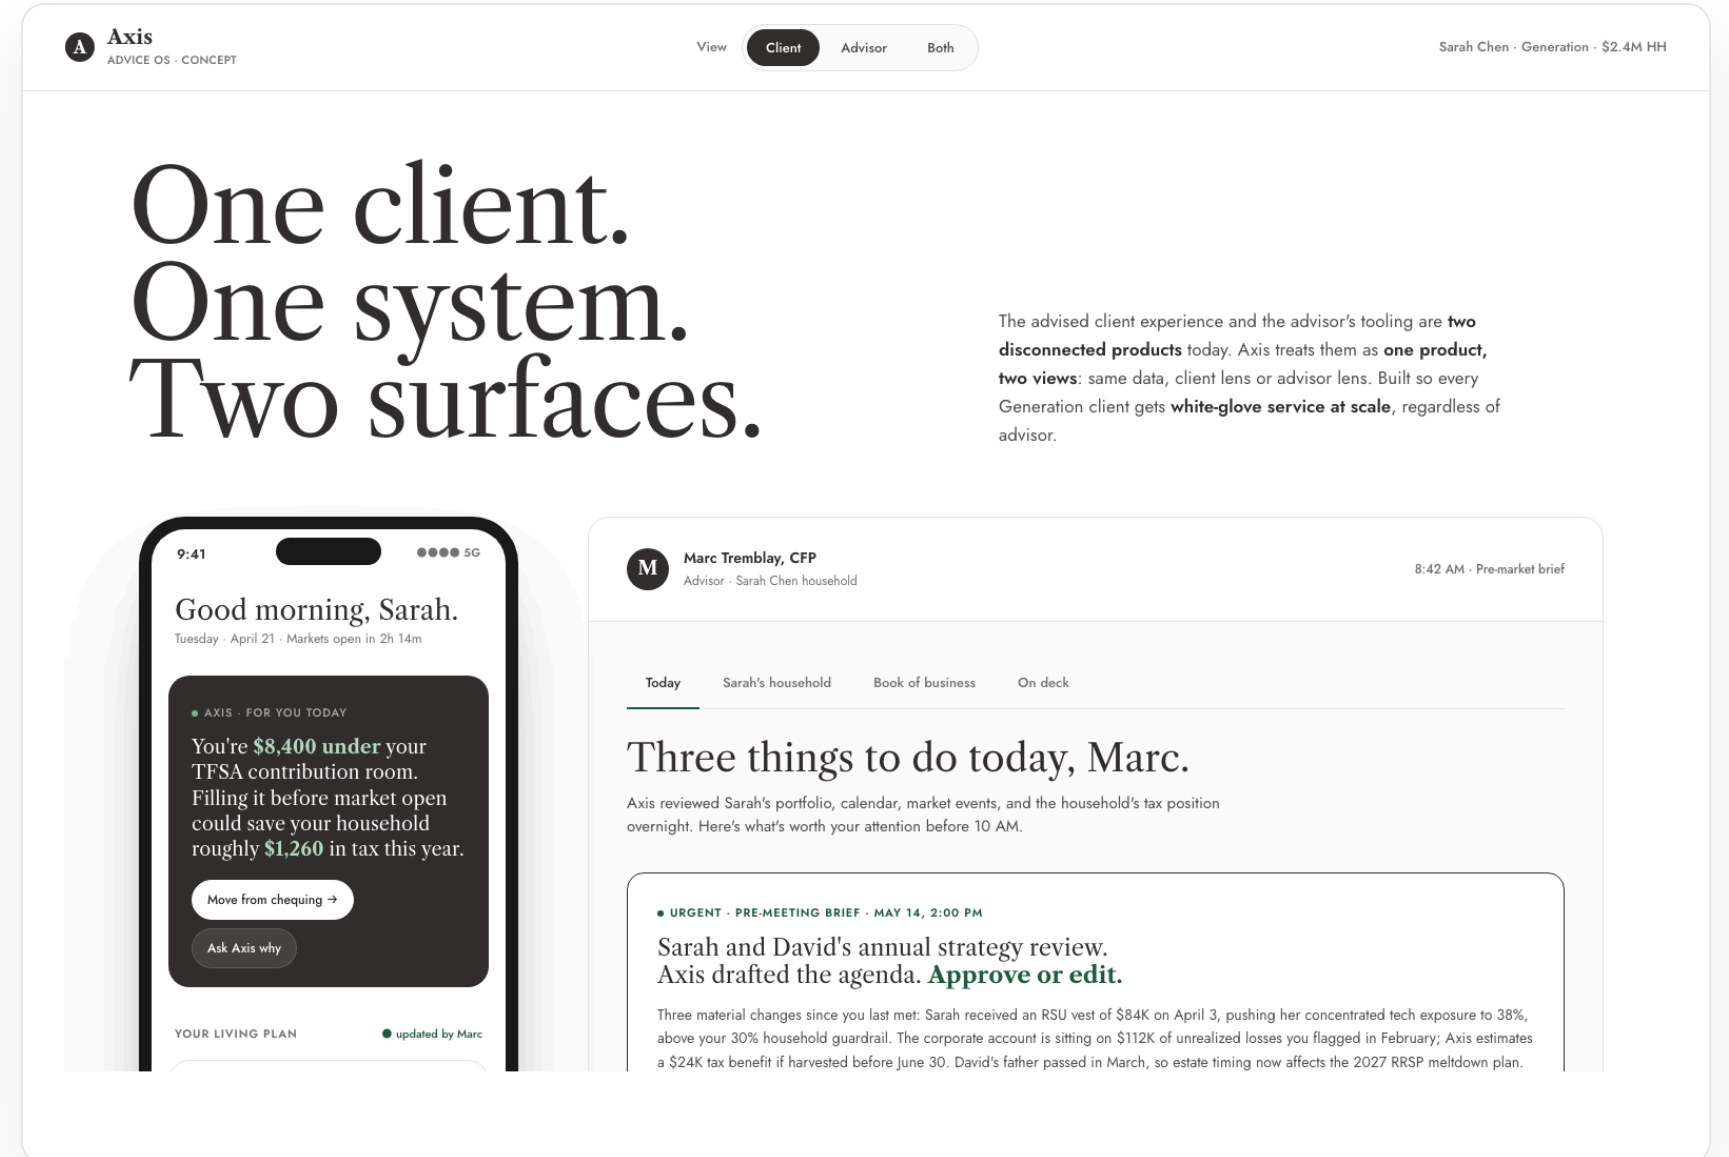 A
Axis
ADVICE OS · CONCEPT
View
Client
Advisor
Both
Sarah Chen · Generation · $2.4M HH
One client.
One system.
Two surfaces.
The advised client experience and the advisor's tooling are two
disconnected products today. Axis treats them as one product,
two views: same data, client lens or advisor lens. Built so every
Generation client gets white-glove service at scale, regardless of
advisor.
9:41
5G
Good morning, Sarah.
Tuesday · April 21 · Markets open in 2h 14m
AXIS · FOR YOU TODAY
You're $8,400 under your
TFSA contribution room.
Filling it before market open
could save your household
roughly $1,260 in tax this year.
Move from chequing →
Ask Axis why
YOUR LIVING PLAN
updated by Marc
M
Marc Tremblay, CFP
Advisor · Sarah Chen household
8:42 AM · Pre-market brief
Today
Sarah's household
Book of business
On deck
Three things to do today, Marc.
Axis reviewed Sarah's portfolio, calendar, market events, and the household's tax position
overnight. Here's what's worth your attention before 10 AM.
URGENT · PRE-MEETING BRIEF · MAY 14, 2:00 PM
Sarah and David's annual strategy review.
Axis drafted the agenda. Approve or edit.
Three material changes since you last met: Sarah received an RSU vest of $84K on April 3, pushing her concentrated tech exposure to 38%,
above your 30% household guardrail. The corporate account is sitting on $112K of unrealized losses you flagged in February; Axis estimates
a $24K tax benefit if harvested before June 30. David's father passed in March, so estate timing now affects the 2027 RRSP meltdown plan.